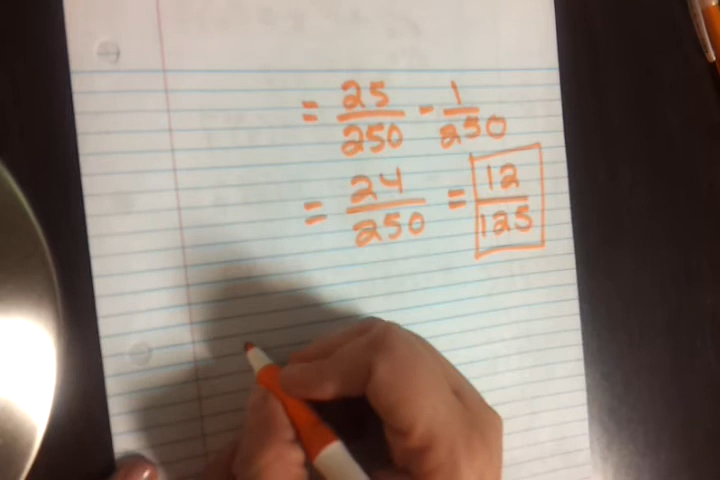 = 25/250 - 1/250
= 24/250 = 12/125